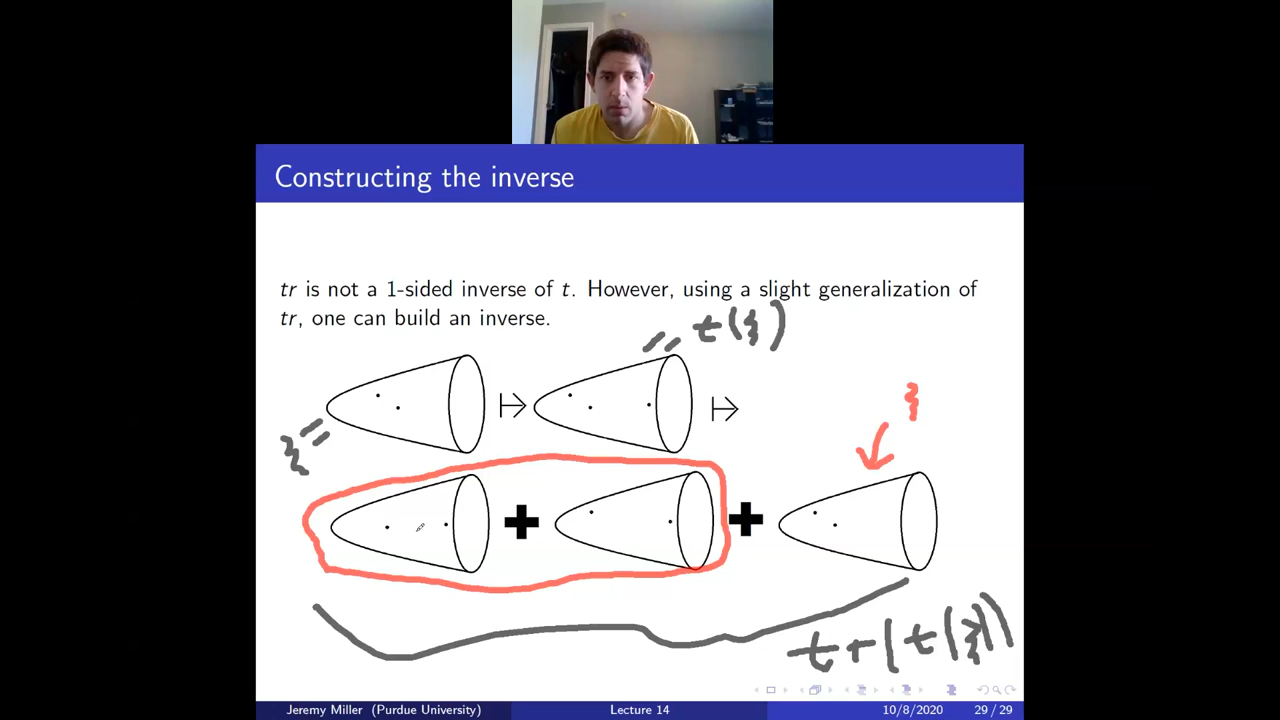 Constructing the inverse
tr is not a 1-sided inverse of t. However, using a slight generalization of
tr, one can build an inverse.
= t(ξ)
ξ =
↦ ↦
ξ
+ +
tr(t(ξ))
Jeremy Miller (Purdue University) Lecture 14 10/8/2020 29 / 29